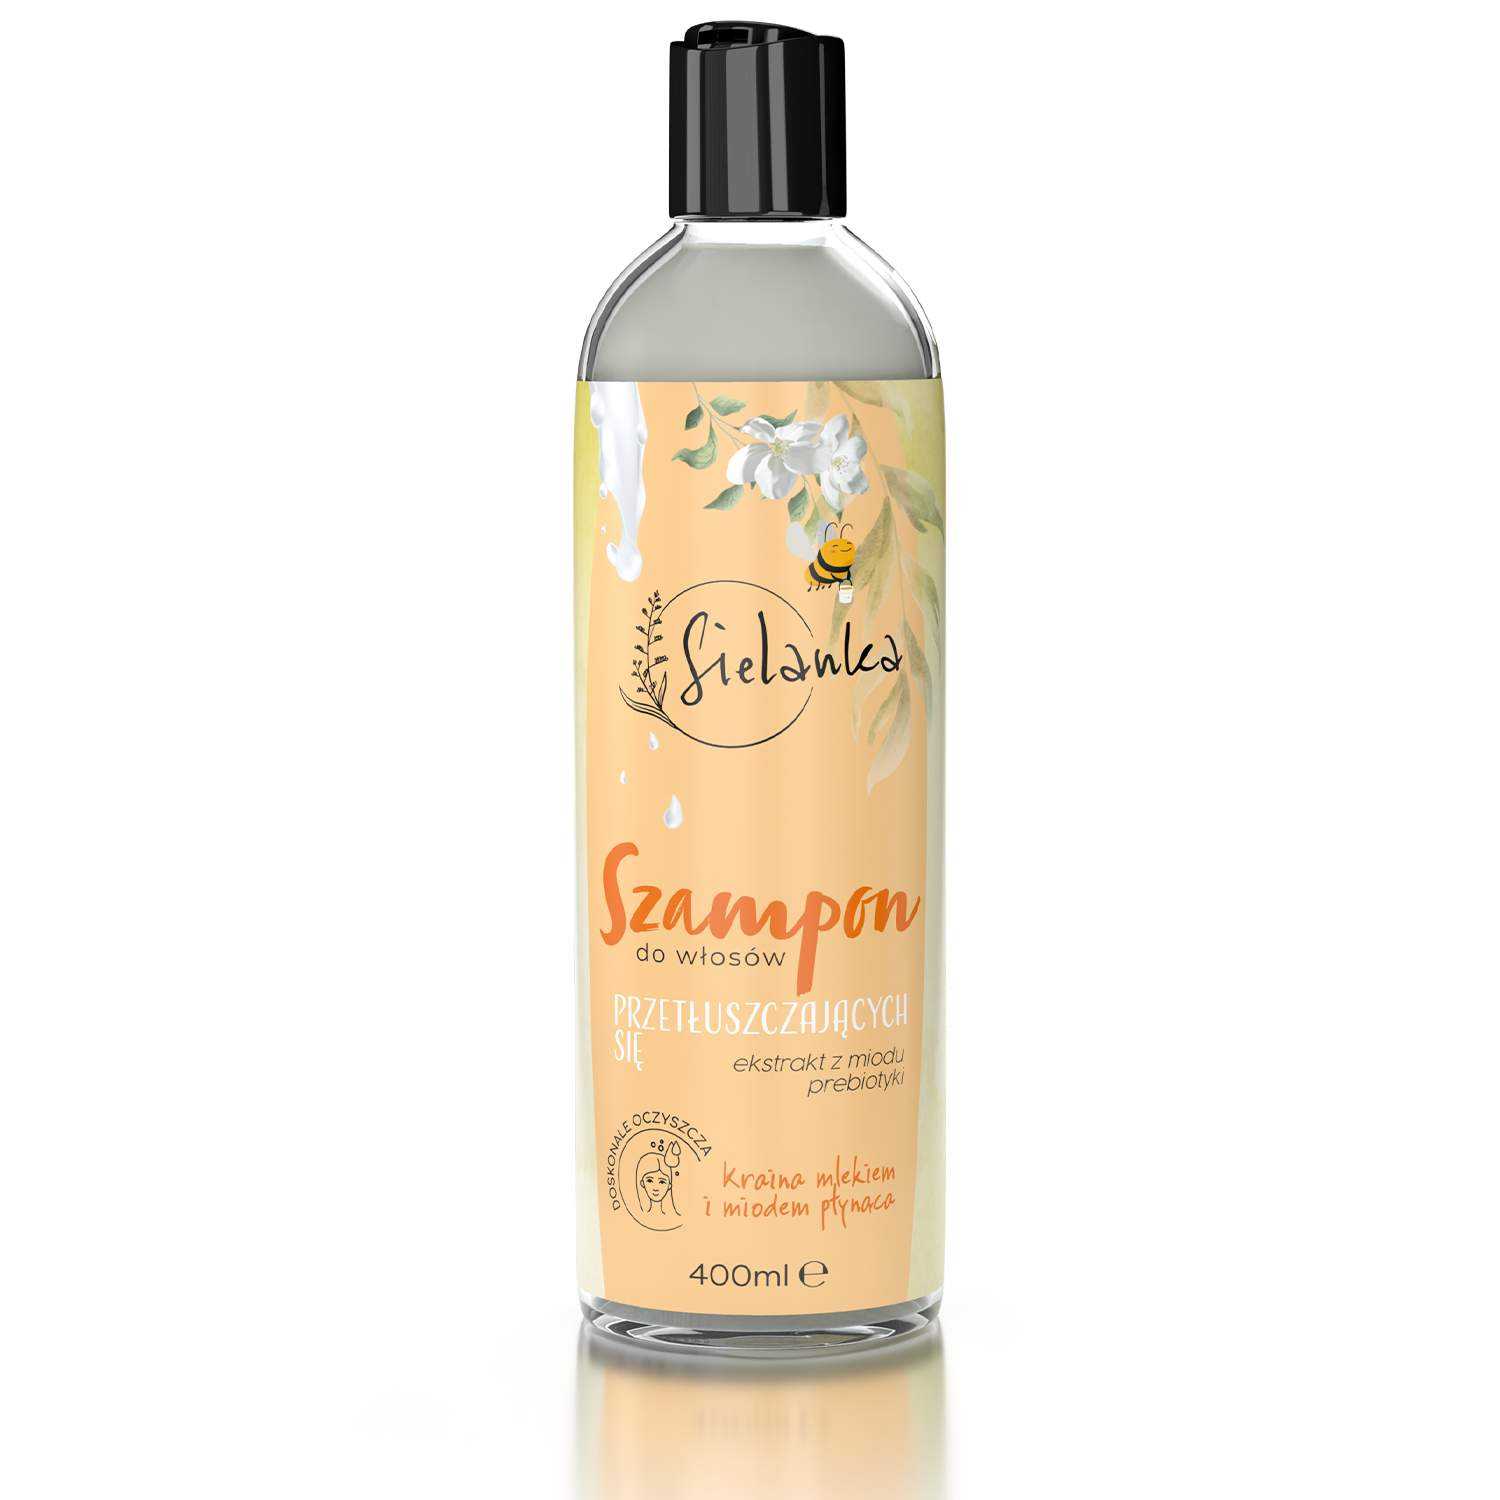 Sielanka
Szampon
do włosów
PRZETŁUSZCZAJĄCYCH
SIĘ
ekstrakt z miodu
prebiotyki
DOSKONALE OCZYSZCZA
Kraina mlekiem
i miodem płynąca
400ml ℮